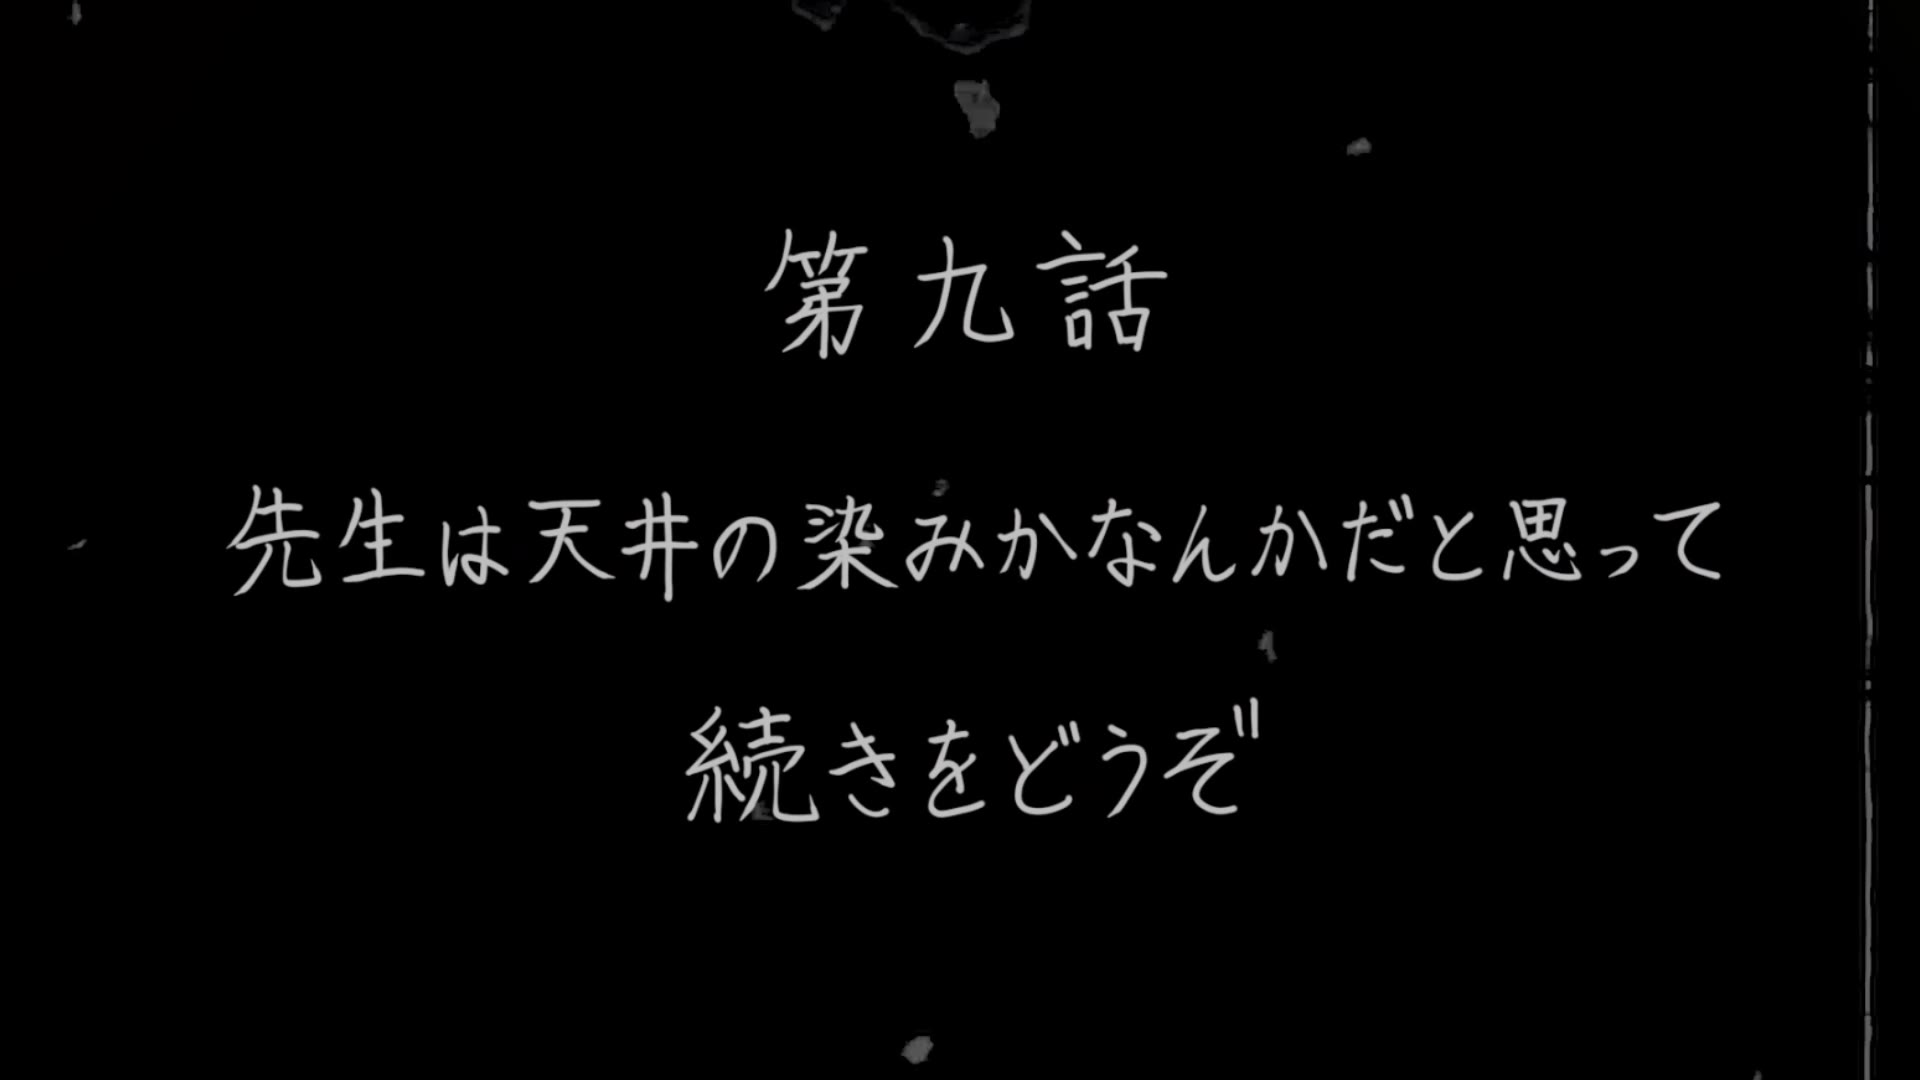 第九話
先生は天井の染みかなんかだと思って
続きをどうぞ